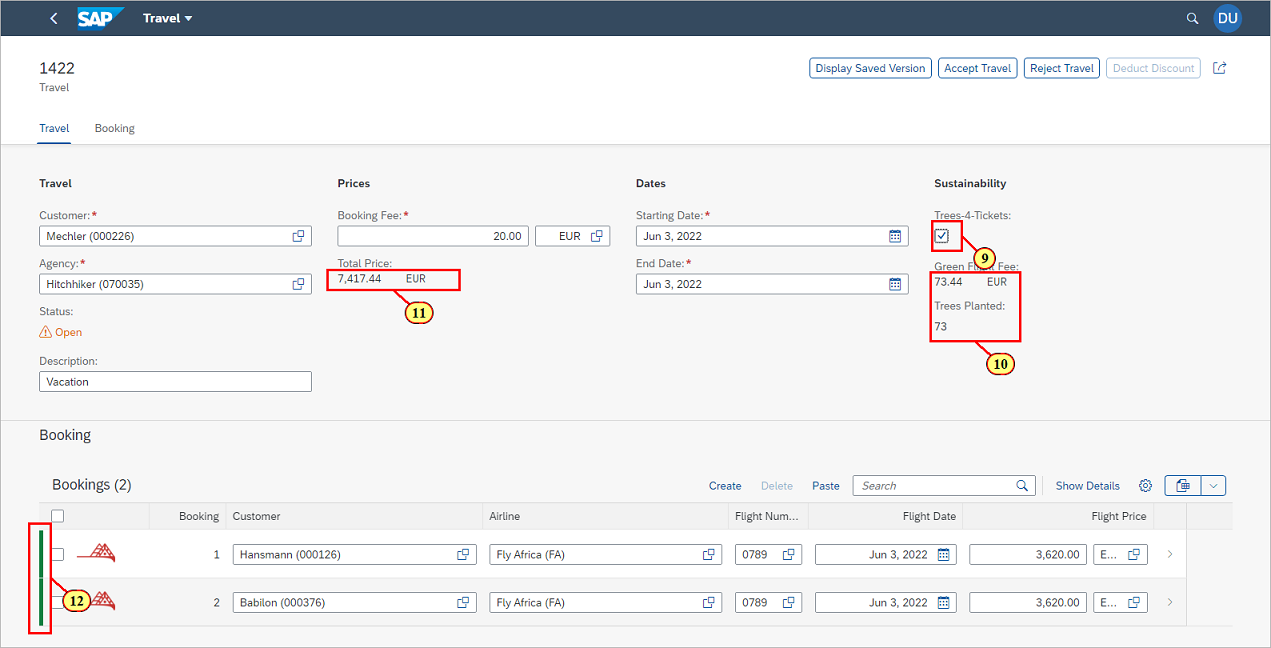 SAP Travel DU
1422
Travel
Display Saved Version Accept Travel Reject Travel Deduct Discount
Travel Booking
Travel Prices Dates Sustainability
Customer:* Booking Fee:* Starting Date:* Trees-4-Tickets:
Mechler (000226) 20.00 EUR Jun 3, 2022
9
Agency:* Total Price: End Date:* Green Flight Fee:
Hitchhiker (070035) 7,417.44 EUR Jun 3, 2022 73.44 EUR
Status: 11 Trees Planted:
Open 73
Description: 10
Vacation
Booking
Bookings (2) Create Delete Paste Search Show Details
Booking Customer Airline Flight Num... Flight Date Flight Price
1 Hansmann (000126) Fly Africa (FA) 0789 Jun 3, 2022 3,620.00 E...
12 2 Babilon (000376) Fly Africa (FA) 0789 Jun 3, 2022 3,620.00 E...